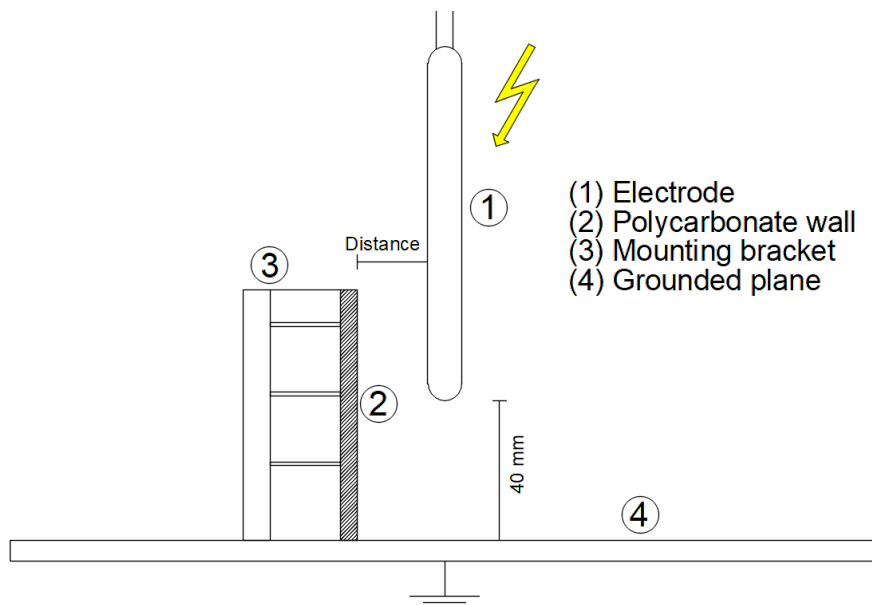 (1) Electrode
(2) Polycarbonate wall
(3) Mounting bracket
(4) Grounded plane
1
Distance
3
2
40 mm
4